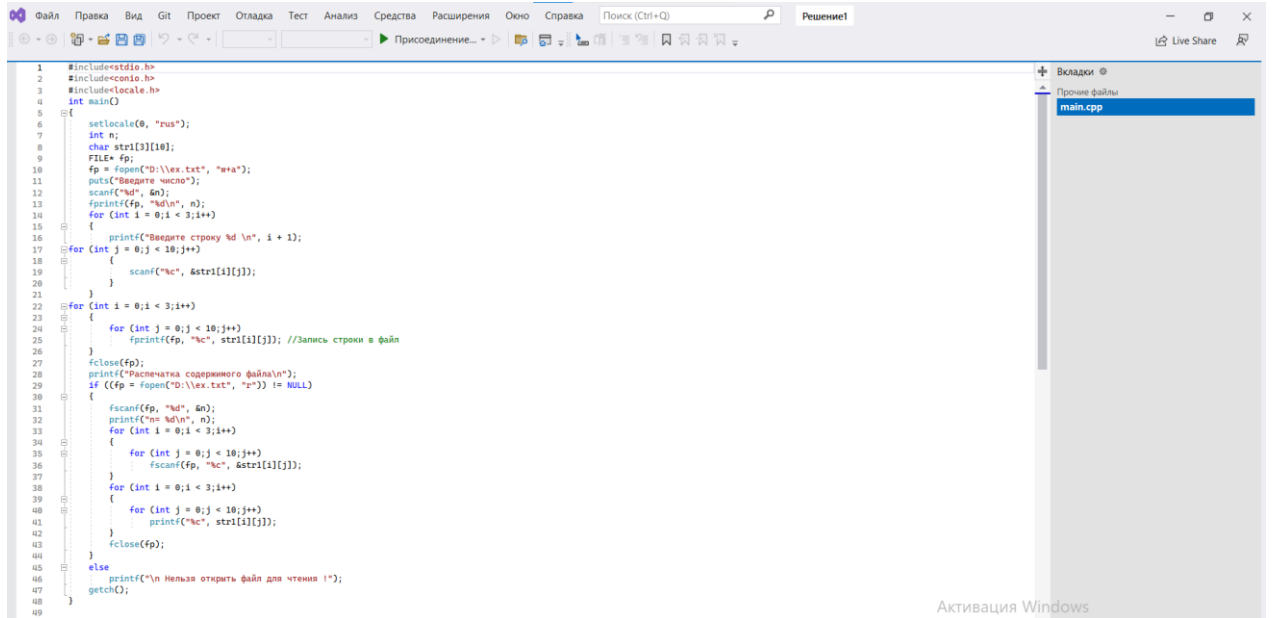 Файл Правка Вид Git Проект Отладка Тест Анализ Средства Расширения Окно Справка Поиск (Ctrl+Q) Решение1
Присоединение... Live Share
1 #include<stdio.h>
2 #include<conio.h>
3 #include<locale.h>
4 int main()
5 {
6 setlocale(0, "rus");
7 int n;
8 char str1[3][10];
9 FILE* fp;
10 fp = fopen("D:\\ex.txt", "w+a");
11 puts("Введите число");
12 scanf("%d", &n);
13 fprintf(fp, "%d\n", n);
14 for (int i = 0;i < 3;i++)
15 {
16 printf("Введите строку %d \n", i + 1);
17 for (int j = 0;j < 10;j++)
18 {
19 scanf("%c", &str1[i][j]);
20 }
21 }
22 for (int i = 0;i < 3;i++)
23 {
24 for (int j = 0;j < 10;j++)
25 fprintf(fp, "%c", str1[i][j]); //Запись строки в файл
26 }
27 fclose(fp);
28 printf("Распечатка содержимого файла\n");
29 if ((fp = fopen("D:\\ex.txt", "r")) != NULL)
30 {
31 fscanf(fp, "%d", &n);
32 printf("n= %d\n", n);
33 for (int i = 0;i < 3;i++)
34 {
35 for (int j = 0;j < 10;j++)
36 fscanf(fp, "%c", &str1[i][j]);
37 }
38 for (int i = 0;i < 3;i++)
39 {
40 for (int j = 0;j < 10;j++)
41 printf("%c", str1[i][j]);
42 }
43 fclose(fp);
44 }
45 else
46 printf("\n Нельзя открыть файл для чтения !");
47 getch();
48 }
49
Вкладки
Прочие файлы
main.cpp
Активация Windows